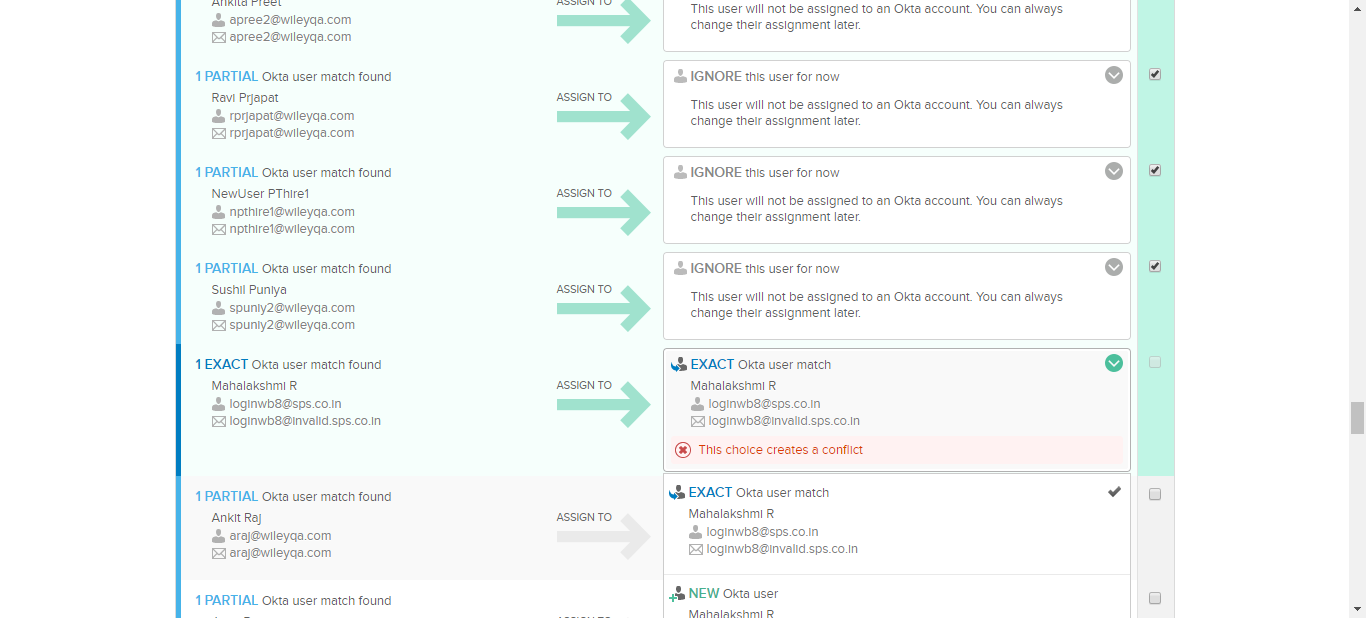 Ankita Preet
apree2@wileyqa.com
apree2@wileyqa.com
ASSIGN TO
This user will not be assigned to an Okta account. You can always
change their assignment later.
1 PARTIAL Okta user match found
Ravi Prjapat
rprjapat@wileyqa.com
rprjapat@wileyqa.com
ASSIGN TO
IGNORE this user for now
This user will not be assigned to an Okta account. You can always
change their assignment later.
1 PARTIAL Okta user match found
NewUser PThire1
npthire1@wileyqa.com
npthire1@wileyqa.com
ASSIGN TO
IGNORE this user for now
This user will not be assigned to an Okta account. You can always
change their assignment later.
1 PARTIAL Okta user match found
Sushil Puniya
spuniy2@wileyqa.com
spuniy2@wileyqa.com
ASSIGN TO
IGNORE this user for now
This user will not be assigned to an Okta account. You can always
change their assignment later.
1 EXACT Okta user match found
Mahalakshmi R
loginwb8@sps.co.in
loginwb8@invalid.sps.co.in
ASSIGN TO
EXACT Okta user match
Mahalakshmi R
loginwb8@sps.co.in
loginwb8@invalid.sps.co.in
This choice creates a conflict
1 PARTIAL Okta user match found
Ankit Raj
araj@wileyqa.com
araj@wileyqa.com
ASSIGN TO
EXACT Okta user match
Mahalakshmi R
loginwb8@sps.co.in
loginwb8@invalid.sps.co.in
1 PARTIAL Okta user match found
ASSIGN TO
NEW Okta user
Mahalakshmi R